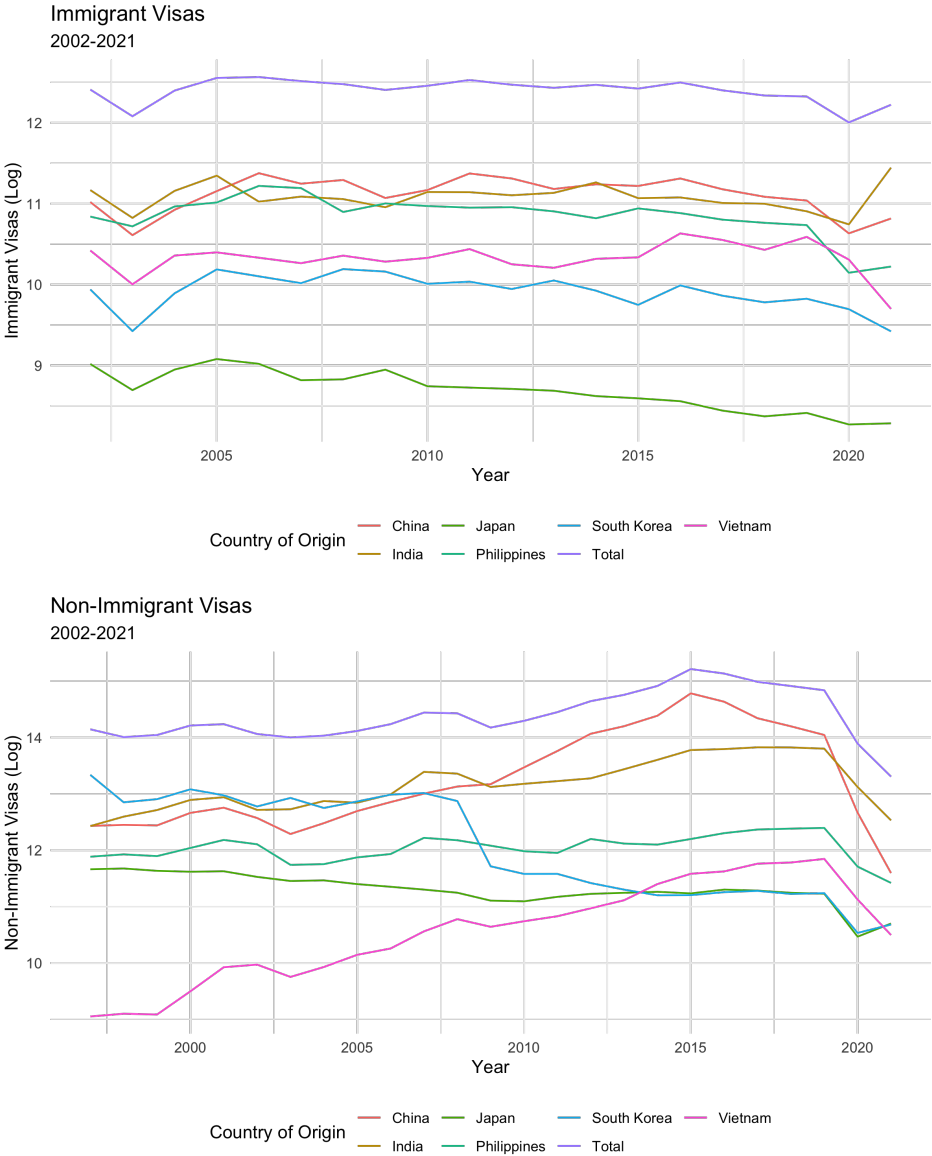 Immigrant Visas
2002-2021
Immigrant Visas (Log)
12
11
10
9
2005 2010 2015 2020
Year
Country of Origin
China Japan South Korea Vietnam
India Philippines Total
Non-Immigrant Visas
2002-2021
Non-Immigrant Visas (Log)
14
12
10
2000 2005 2010 2015 2020
Year
Country of Origin
China Japan South Korea Vietnam
India Philippines Total